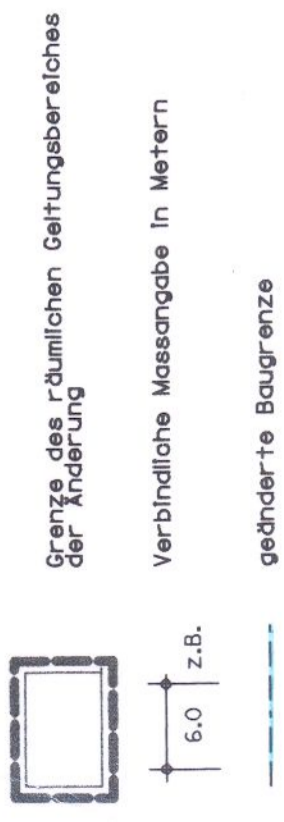 Grenze des räumlichen Geltungsbereiches
der Änderung
6.0 z.B.
Verbindliche Massangabe in Metern
geänderte Baugrenze